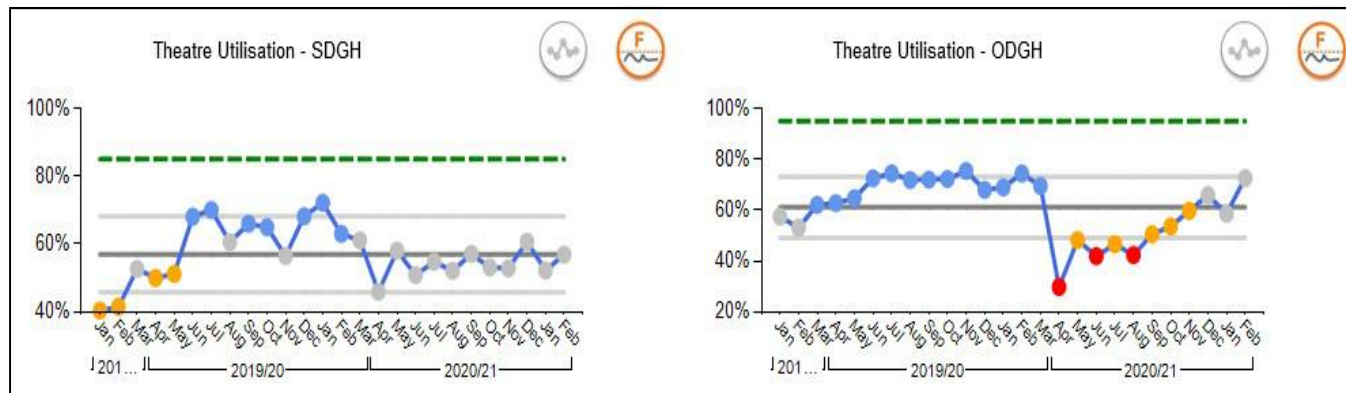 Theatre Utilisation - SDGH
F
100%
80%
60%
40%
Jan Feb Mar Apr May Jun Jul Aug Sep Oct Nov Dec Jan Feb Mar Apr May Jun Jul Aug Sep Oct Nov Dec Jan Feb
201... 2019/20 2020/21
Theatre Utilisation - ODGH
F
100%
80%
60%
40%
20%
Jan Feb Mar Apr May Jun Jul Aug Sep Oct Nov Dec Jan Feb Mar Apr May Jun Jul Aug Sep Oct Nov Dec Jan Feb
201... 2019/20 2020/21